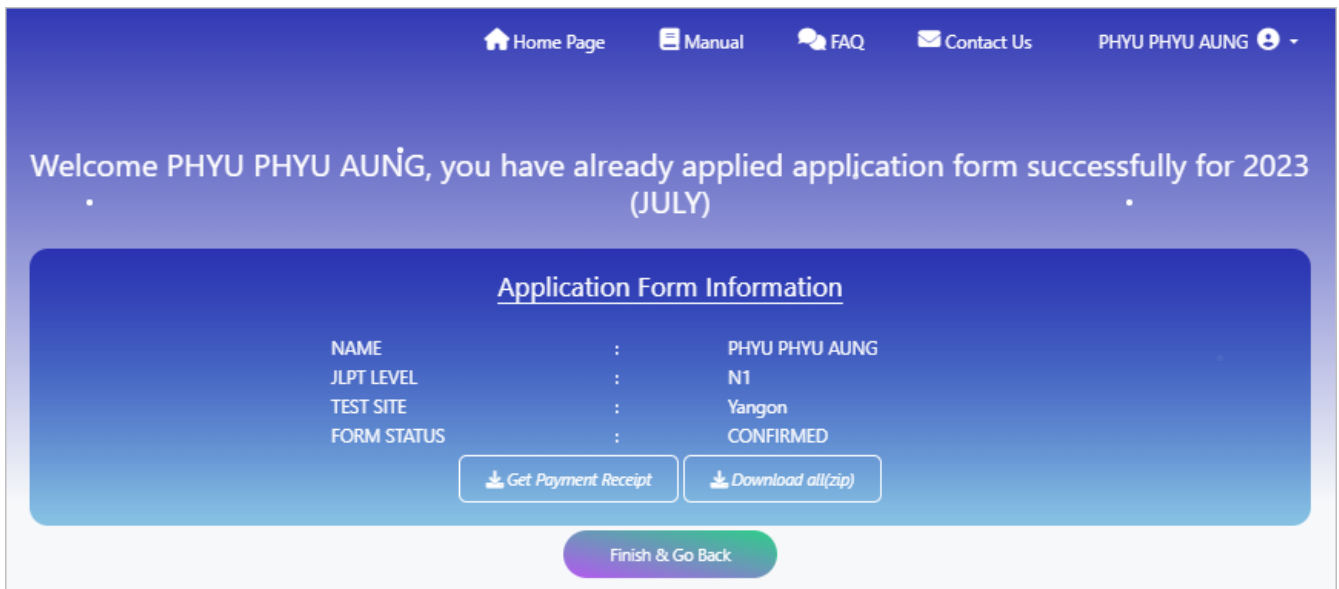 Home Page Manual FAQ Contact Us PHYU PHYU AUNG
Welcome PHYU PHYU AUNG, you have already applied application form successfully for 2023
(JULY)
Application Form Information
NAME : PHYU PHYU AUNG
JLPT LEVEL : N1
TEST SITE : Yangon
FORM STATUS : CONFIRMED
Get Payment Receipt Download all(zip)
Finish & Go Back